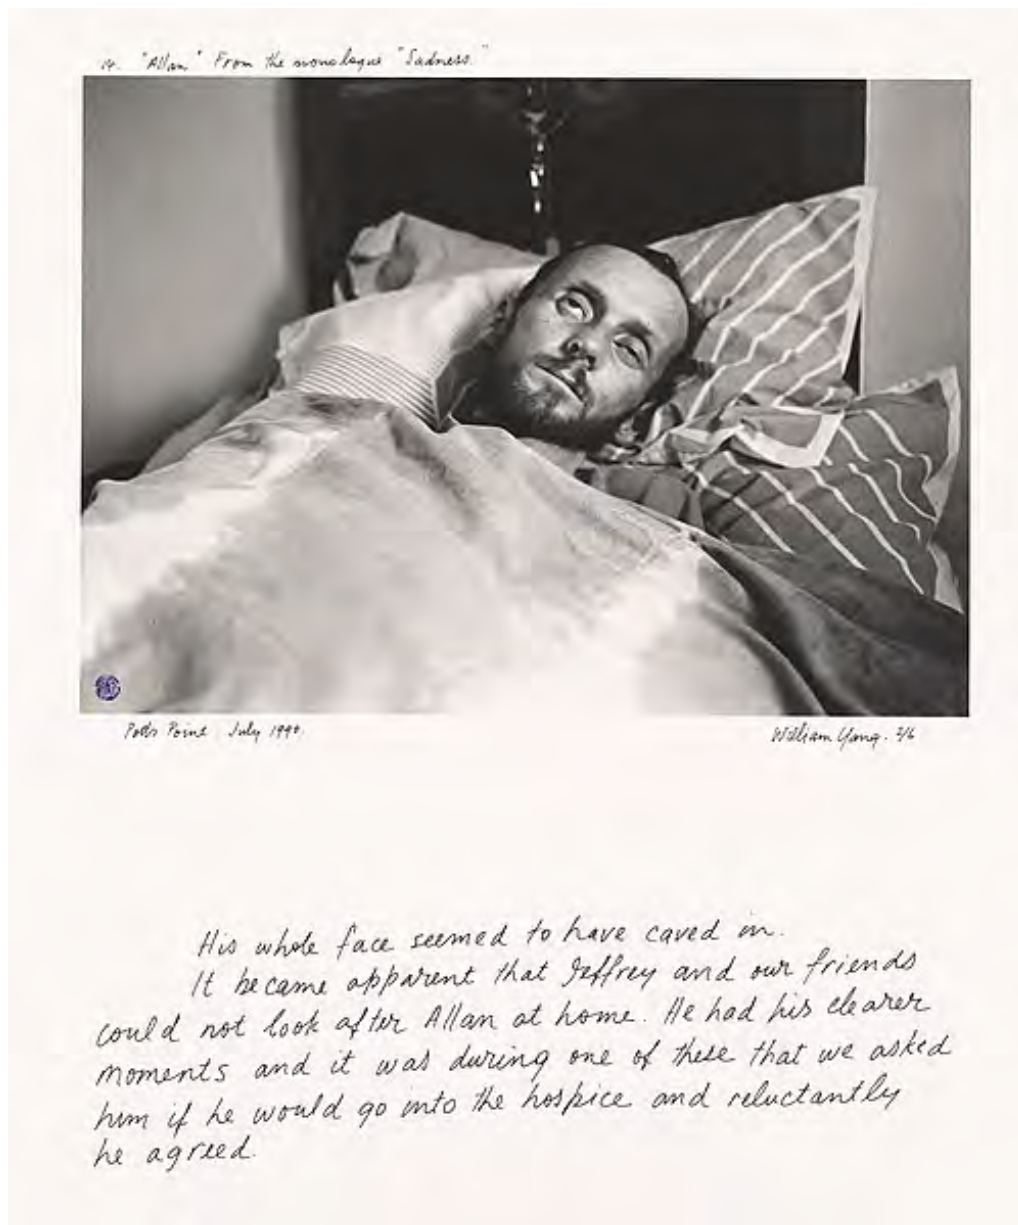 14. "Allan" From the monologue "Sadness."
Potts Point. July 1990.
William Yang. 2/6
His whole face seemed to have caved in.
It became apparent that Jeffrey and our friends
could not look after Allan at home. He had his clearer
moments and it was during one of these that we asked
him if he would go into the hospice and reluctantly
he agreed.